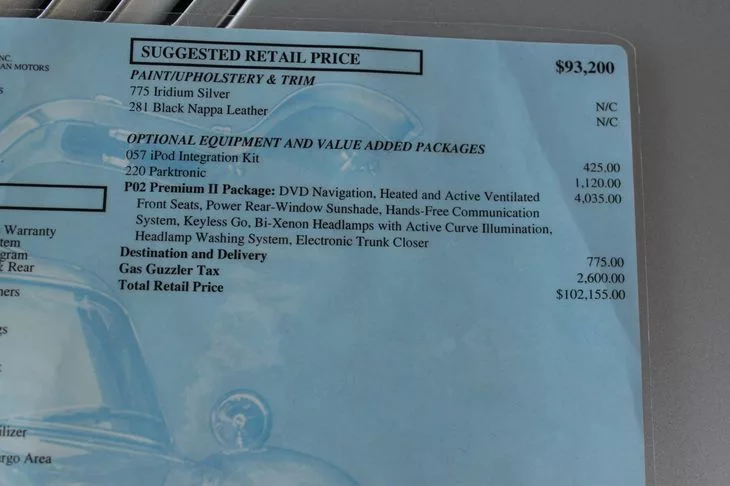 NC.
AN MOTORS
s
SUGGESTED RETAIL PRICE $93,200
PAINT/UPHOLSTERY & TRIM
775 Iridium Silver N/C
281 Black Nappa Leather N/C
OPTIONAL EQUIPMENT AND VALUE ADDED PACKAGES
057 iPod Integration Kit 425.00
220 Parktronic 1,120.00
P02 Premium II Package: DVD Navigation, Heated and Active Ventilated 4,035.00
Front Seats, Power Rear-Window Sunshade, Hands-Free Communication
System, Keyless Go, Bi-Xenon Headlamps with Active Curve Illumination,
Headlamp Washing System, Electronic Trunk Closer
Destination and Delivery 775.00
Gas Guzzler Tax 2,600.00
Total Retail Price $102,155.00
Warranty
tem
gram
& Rear
ners
gs
ilizer
rgo Area